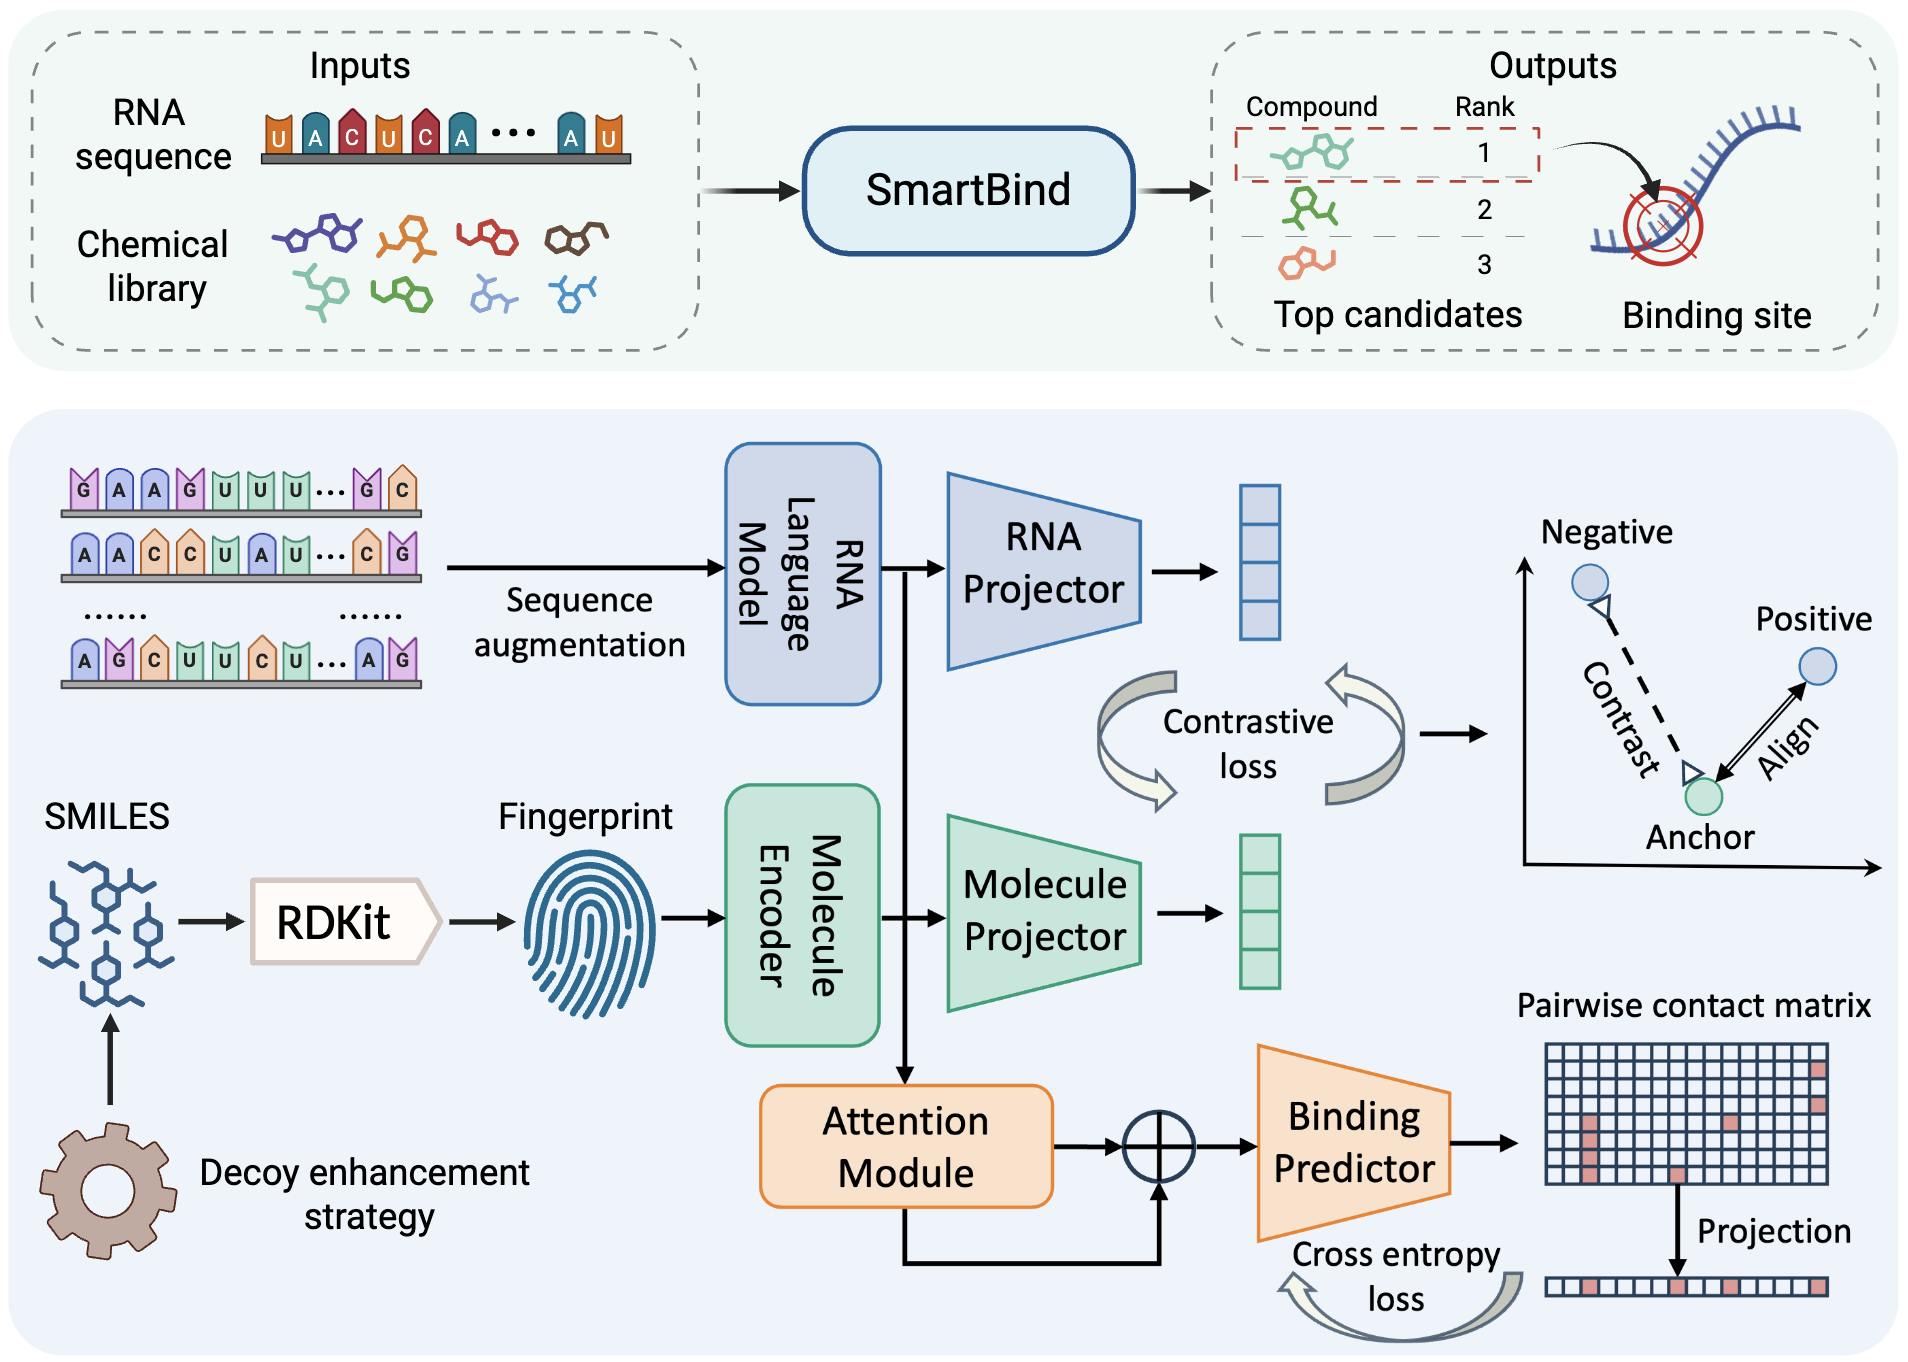 Inputs
RNA
sequence
U A C U C A ... A U
Chemical
library
SmartBind
Outputs
Compound Rank
1
2
3
Top candidates
Binding site
G A A G U U U ... G C
A A C C U A U ... C G
...... ......
A G C U U C U ... A G
Sequence
augmentation
RNA
Language
Model
RNA
Projector
Contrastive
loss
Negative
Positive
Contrast
Align
Anchor
SMILES
RDKit
Fingerprint
Molecule
Encoder
Molecule
Projector
Decoy enhancement
strategy
Attention
Module
Binding
Predictor
Pairwise contact matrix
Projection
Cross entropy
loss